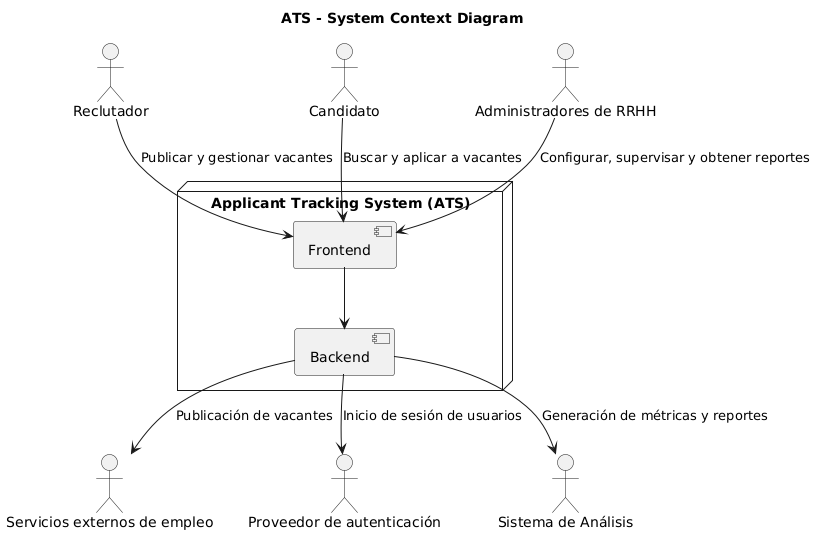 ATS - System Context Diagram
Reclutador
Candidato
Administradores de RRHH
Publicar y gestionar vacantes
Buscar y aplicar a vacantes
Configurar, supervisar y obtener reportes
Applicant Tracking System (ATS)
Frontend
Backend
Publicación de vacantes
Inicio de sesión de usuarios
Generación de métricas y reportes
Servicios externos de empleo
Proveedor de autenticación
Sistema de Análisis